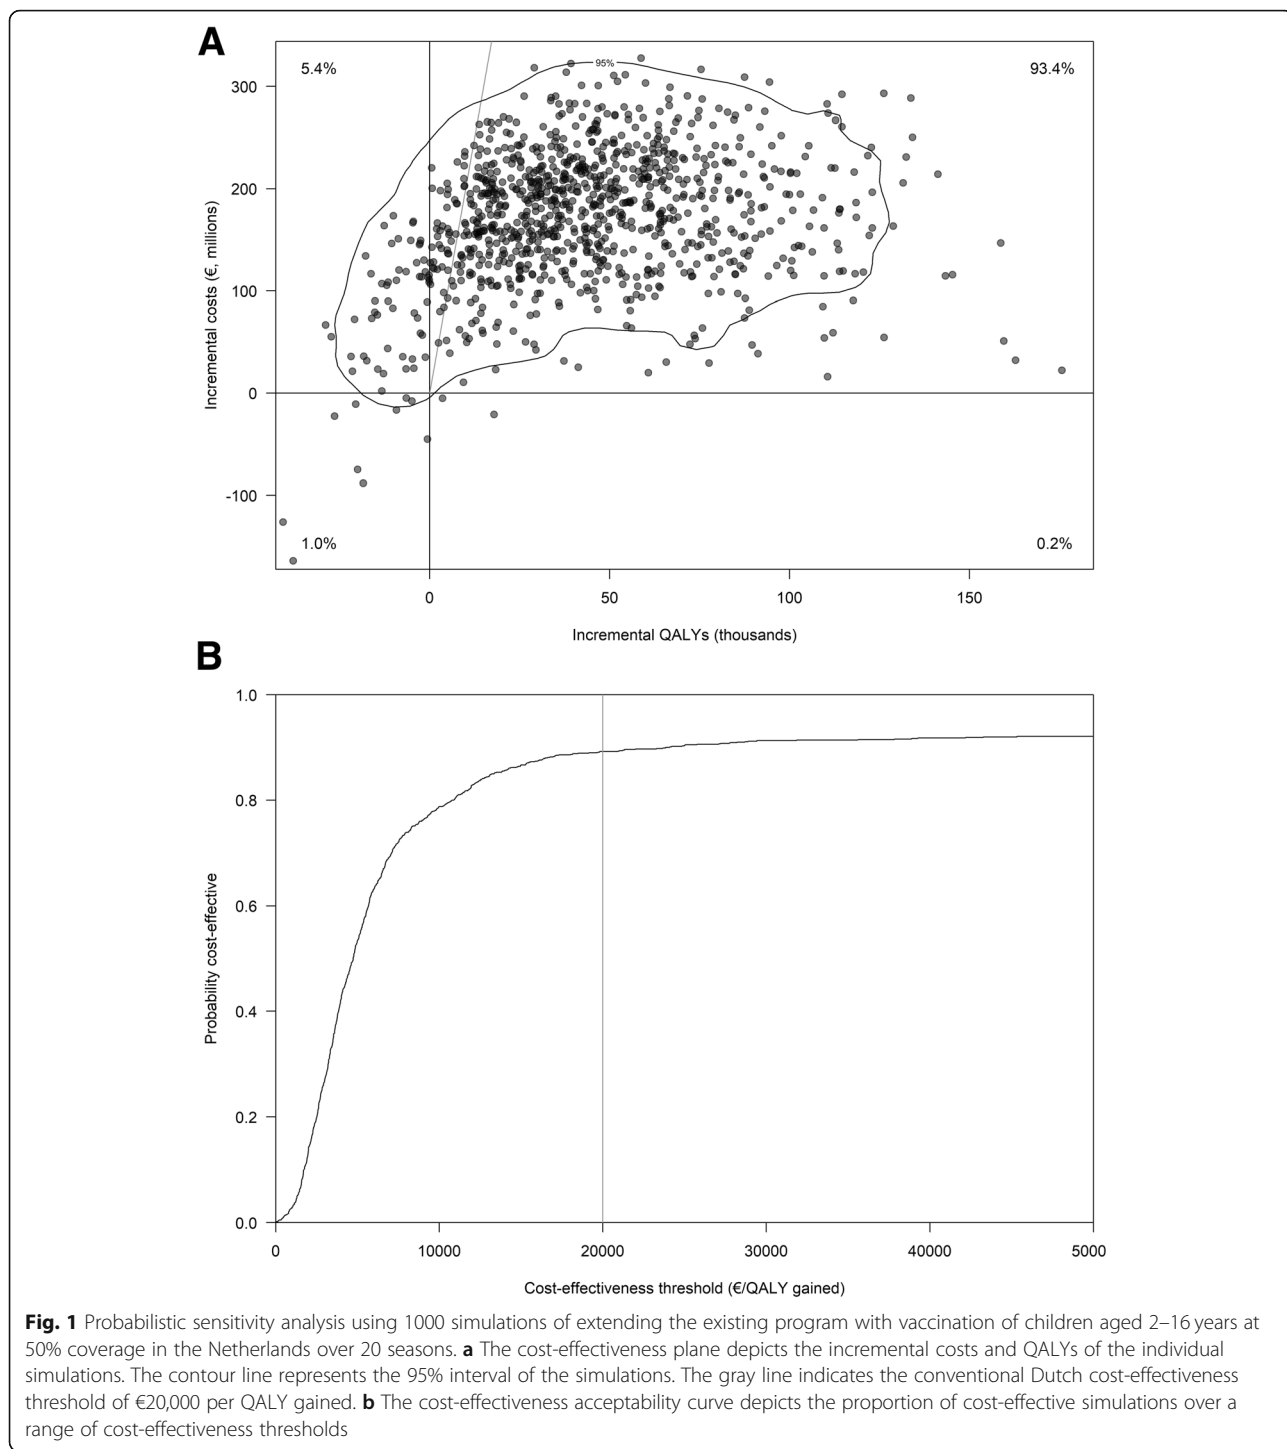 A
5.4%
95%
93.4%
300
200
100
0
-100
Incremental costs (€, millions)
1.0%
0.2%
0
50
100
150
Incremental QALYs (thousands)
B
1.0
0.8
0.6
0.4
0.2
0.0
Probability cost-effective
0
10000
20000
30000
40000
5000
Cost-effectiveness threshold (€/QALY gained)
Fig. 1 Probabilistic sensitivity analysis using 1000 simulations of extending the existing program with vaccination of children aged 2–16 years at
50% coverage in the Netherlands over 20 seasons. a The cost-effectiveness plane depicts the incremental costs and QALYs of the individual
simulations. The contour line represents the 95% interval of the simulations. The gray line indicates the conventional Dutch cost-effectiveness
threshold of €20,000 per QALY gained. b The cost-effectiveness acceptability curve depicts the proportion of cost-effective simulations over a
range of cost-effectiveness thresholds